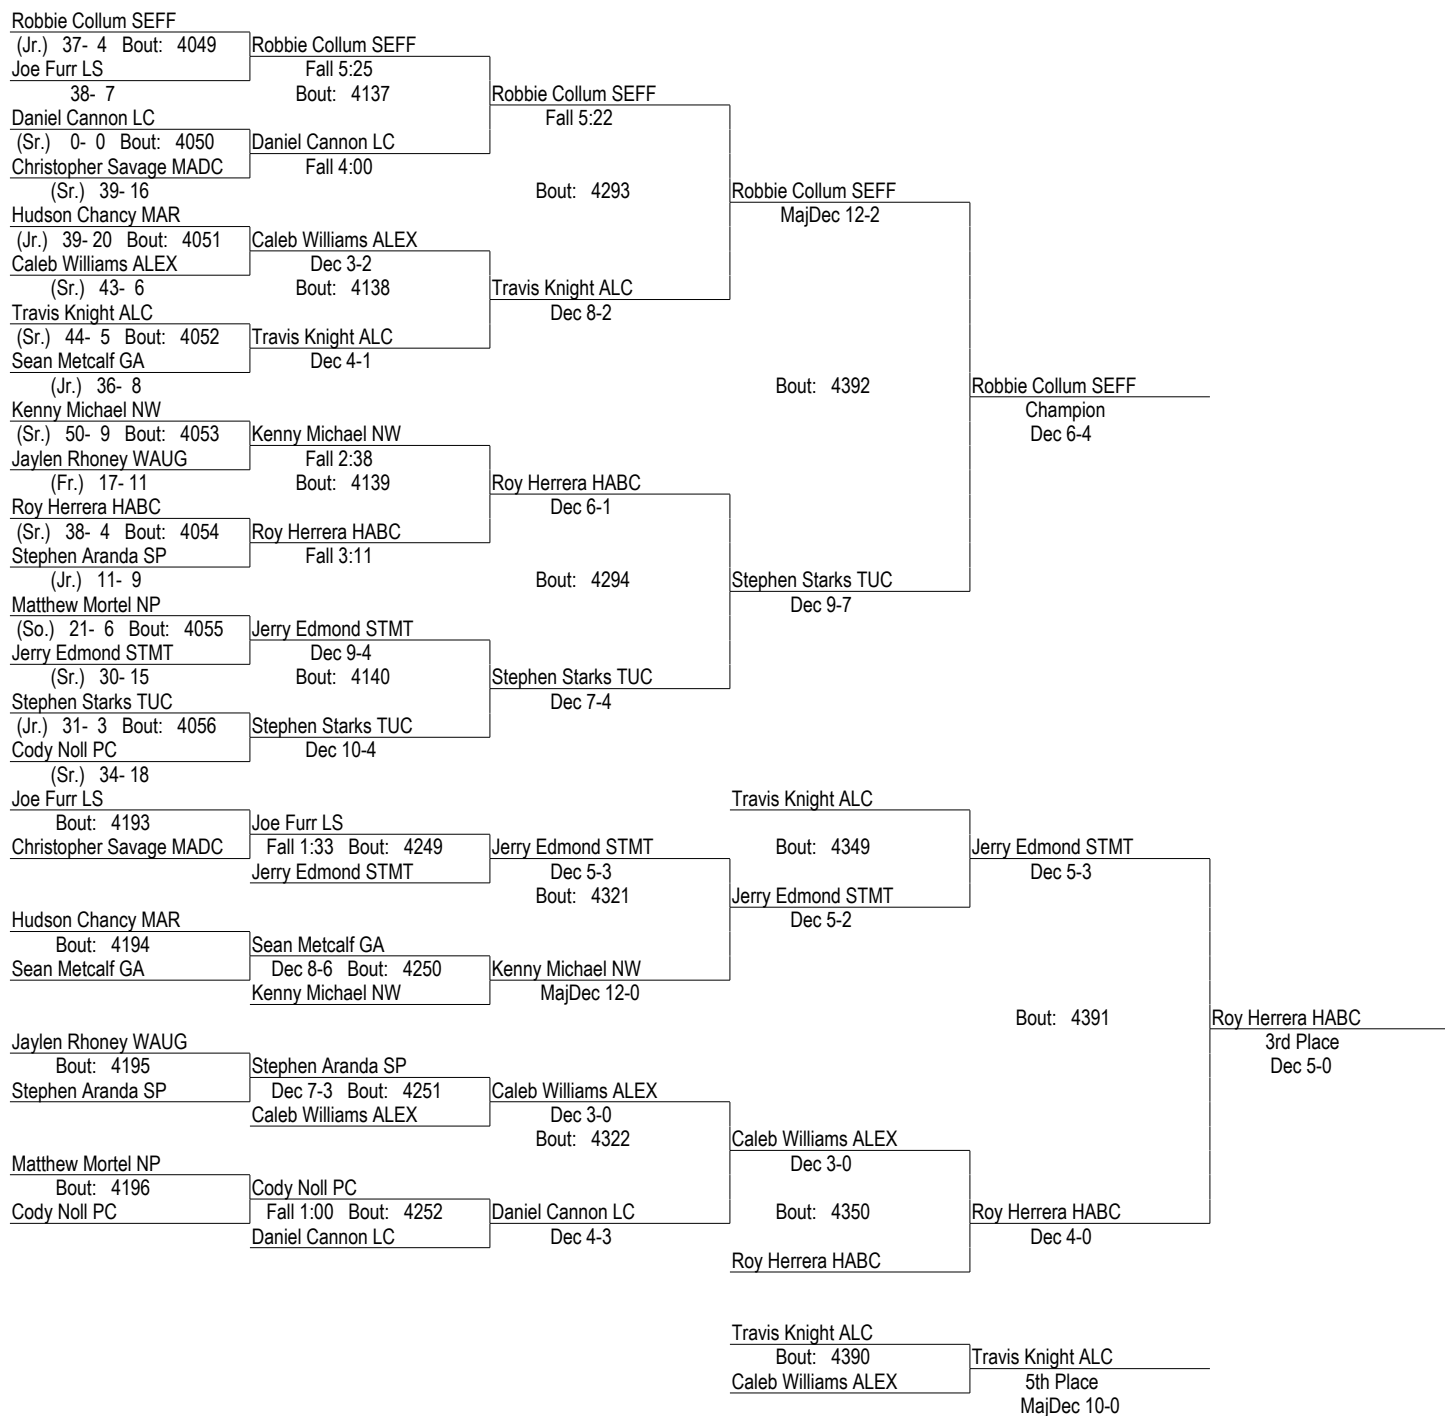 Robbie Collum SEFF
(Jr.) 37- 4 Bout: 4049
Robbie Collum SEFF
Joe Furr LS
Fall 5:25
38- 7
Bout: 4137
Robbie Collum SEFF
Daniel Cannon LC
Fall 5:22
(Sr.) 0- 0 Bout: 4050
Daniel Cannon LC
Christopher Savage MADC
Fall 4:00
(Sr.) 39- 16
Bout: 4293
Robbie Collum SEFF
Hudson Chancy MAR
MajDec 12-2
(Jr.) 39- 20 Bout: 4051
Caleb Williams ALEX
Caleb Williams ALEX
Dec 3-2
(Sr.) 43- 6
Bout: 4138
Travis Knight ALC
Travis Knight ALC
Dec 8-2
(Sr.) 44- 5 Bout: 4052
Travis Knight ALC
Sean Metcalf GA
Dec 4-1
(Jr.) 36- 8
Bout: 4392
Robbie Collum SEFF
Kenny Michael NW
Champion
(Sr.) 50- 9 Bout: 4053
Kenny Michael NW
Dec 6-4
Jaylen Rhoney WAUG
Fall 2:38
(Fr.) 17- 11
Bout: 4139
Roy Herrera HABC
Roy Herrera HABC
Dec 6-1
(Sr.) 38- 4 Bout: 4054
Roy Herrera HABC
Stephen Aranda SP
Fall 3:11
(Jr.) 11- 9
Bout: 4294
Stephen Starks TUC
Matthew Mortel NP
Dec 9-7
(So.) 21- 6 Bout: 4055
Jerry Edmond STMT
Jerry Edmond STMT
Dec 9-4
(Sr.) 30- 15
Bout: 4140
Stephen Starks TUC
Stephen Starks TUC
Dec 7-4
(Jr.) 31- 3 Bout: 4056
Stephen Starks TUC
Cody Noll PC
Dec 10-4
(Sr.) 34- 18
Joe Furr LS
Travis Knight ALC
Bout: 4193
Joe Furr LS
Christopher Savage MADC
Fall 1:33 Bout: 4249
Jerry Edmond STMT
Bout: 4349
Jerry Edmond STMT
Jerry Edmond STMT
Dec 5-3
Dec 5-3
Bout: 4321
Jerry Edmond STMT
Hudson Chancy MAR
Dec 5-2
Bout: 4194
Sean Metcalf GA
Sean Metcalf GA
Dec 8-6 Bout: 4250
Kenny Michael NW
Kenny Michael NW
MajDec 12-0
Bout: 4391
Roy Herrera HABC
Jaylen Rhoney WAUG
3rd Place
Bout: 4195
Stephen Aranda SP
Dec 5-0
Stephen Aranda SP
Dec 7-3 Bout: 4251
Caleb Williams ALEX
Caleb Williams ALEX
Dec 3-0
Bout: 4322
Caleb Williams ALEX
Matthew Mortel NP
Dec 3-0
Bout: 4196
Cody Noll PC
Cody Noll PC
Fall 1:00 Bout: 4252
Daniel Cannon LC
Bout: 4350
Roy Herrera HABC
Daniel Cannon LC
Dec 4-3
Dec 4-0
Roy Herrera HABC
Travis Knight ALC
Bout: 4390
Travis Knight ALC
Caleb Williams ALEX
5th Place
MajDec 10-0